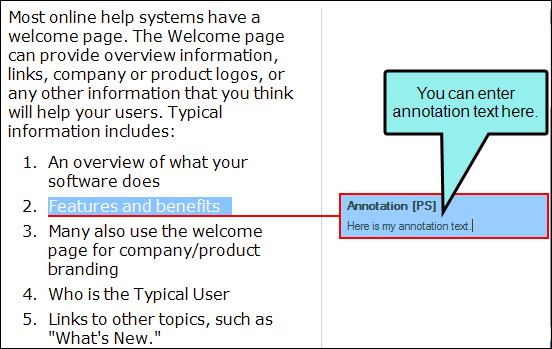 Most online help systems have a
welcome page. The Welcome page
can provide overview information,
links, company or product logos, or
any other information that you think
will help your users. Typical
information includes:
1. An overview of what your
software does
2. Features and benefits
3. Many also use the welcome
page for company/product
branding
4. Who is the Typical User
5. Links to other topics, such as
"What's New."
You can enter
annotation text here.
Annotation [PS]
Here is my annotation text.